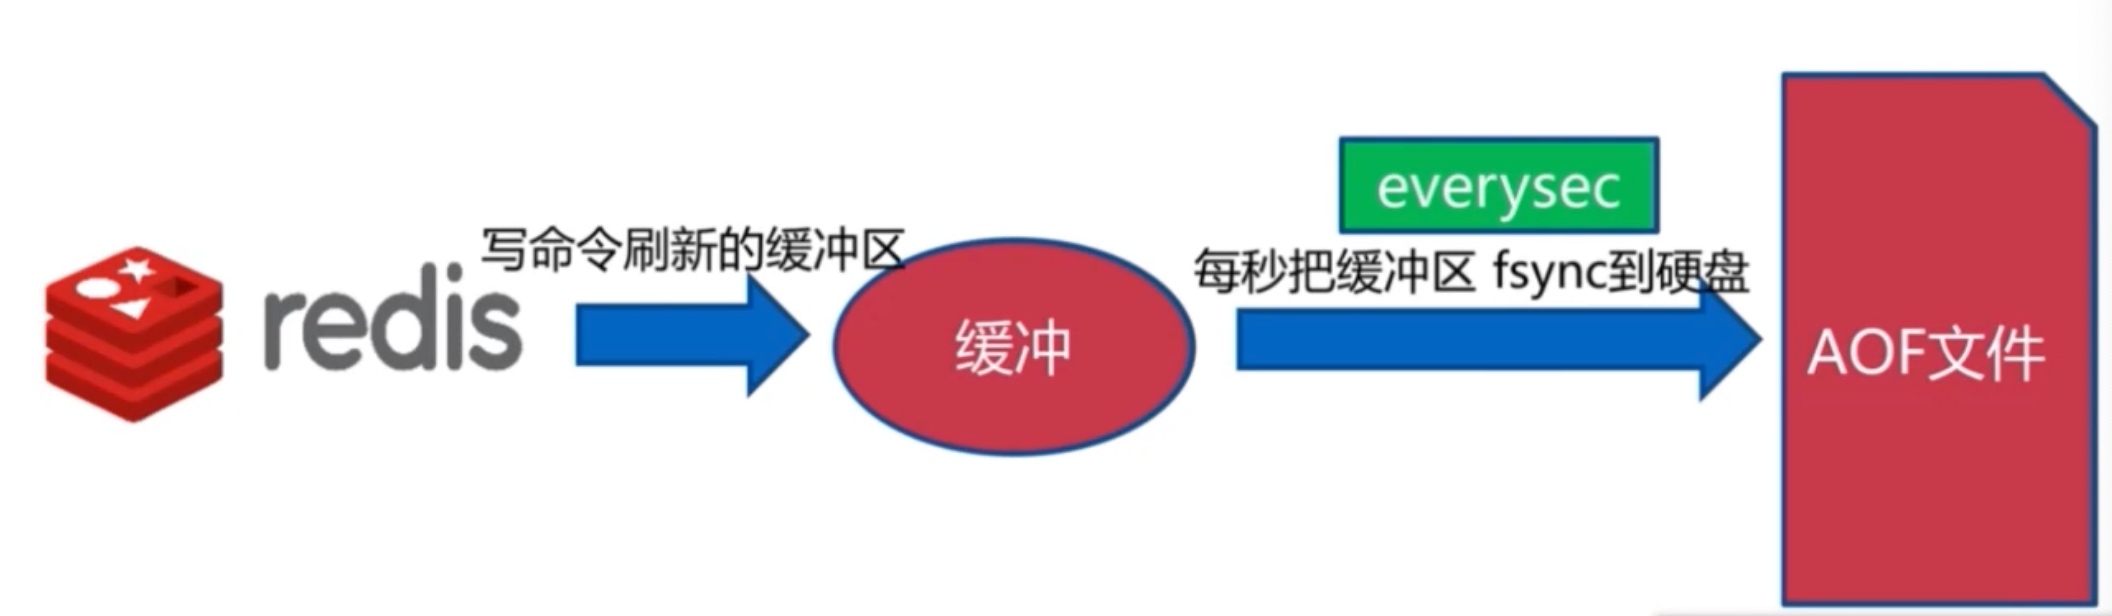 redis
写命令刷新的缓冲区
缓冲
everysec
每秒把缓冲区 fsync到硬盘
AOF文件